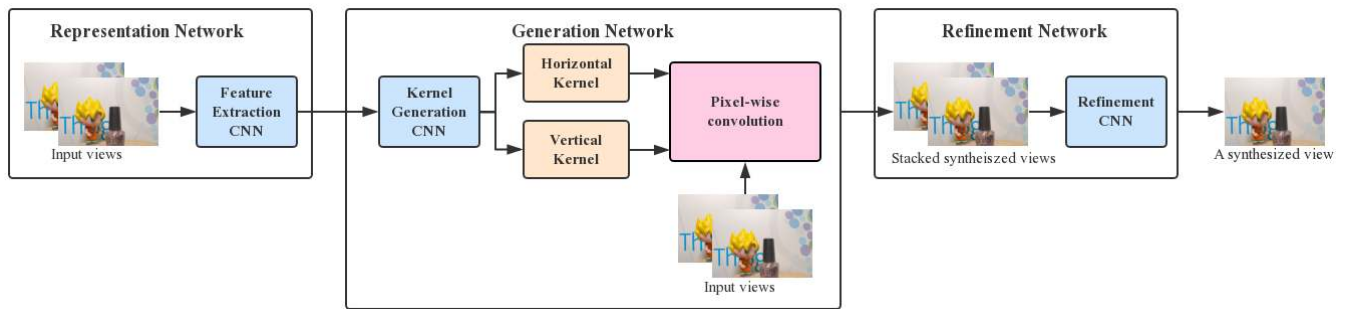 Representation Network
Input views
Feature
Extraction
CNN
Generation Network
Kernel
Generation
CNN
Horizontal
Kernel
Vertical
Kernel
Pixel-wise
convolution
Input views
Refinement Network
Stacked syntheiszed views
Refinement
CNN
A synthesized view